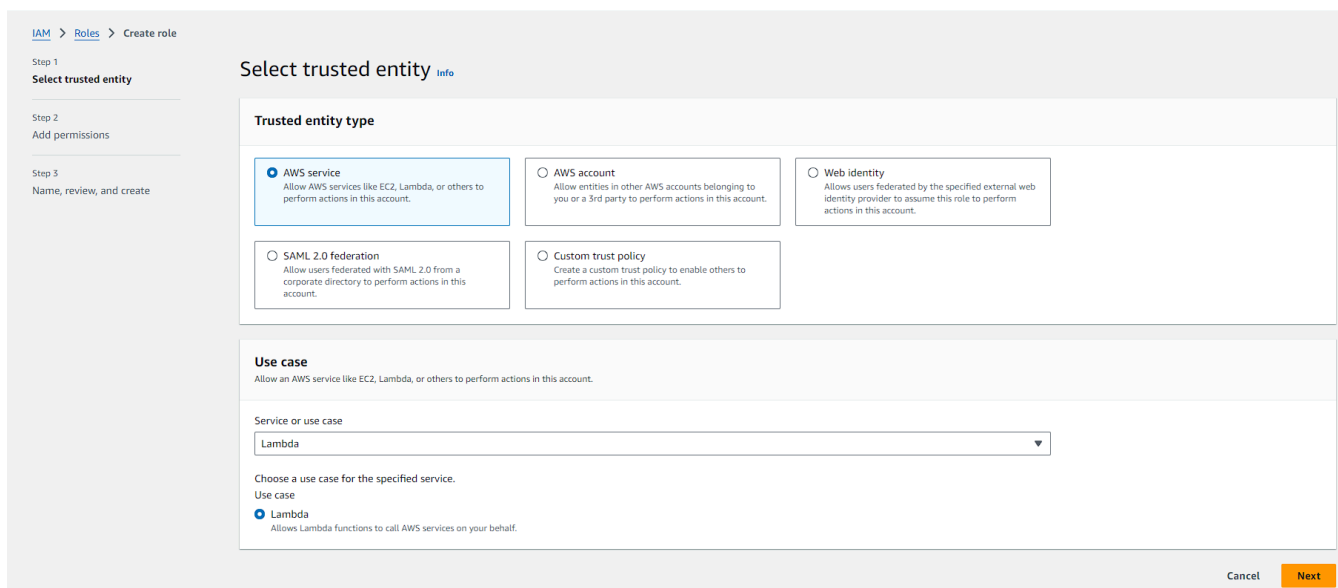 IAM > Roles > Create role
Step 1
Select trusted entity
Step 2
Add permissions
Step 3
Name, review, and create
Select trusted entity Info
Trusted entity type
AWS service
Allow AWS services like EC2, Lambda, or others to
perform actions in this account.
AWS account
Allow entities in other AWS accounts belonging to
you or a 3rd party to perform actions in this account.
Web identity
Allows users federated by the specified external web
identity provider to assume this role to perform
actions in this account.
SAML 2.0 federation
Allow users federated with SAML 2.0 from a
corporate directory to perform actions in this
account.
Custom trust policy
Create a custom trust policy to enable others to
perform actions in this account.
Use case
Allow an AWS service like EC2, Lambda, or others to perform actions in this account.
Service or use case
Lambda
Choose a use case for the specified service.
Use case
Lambda
Allows Lambda functions to call AWS services on your behalf.
Cancel
Next